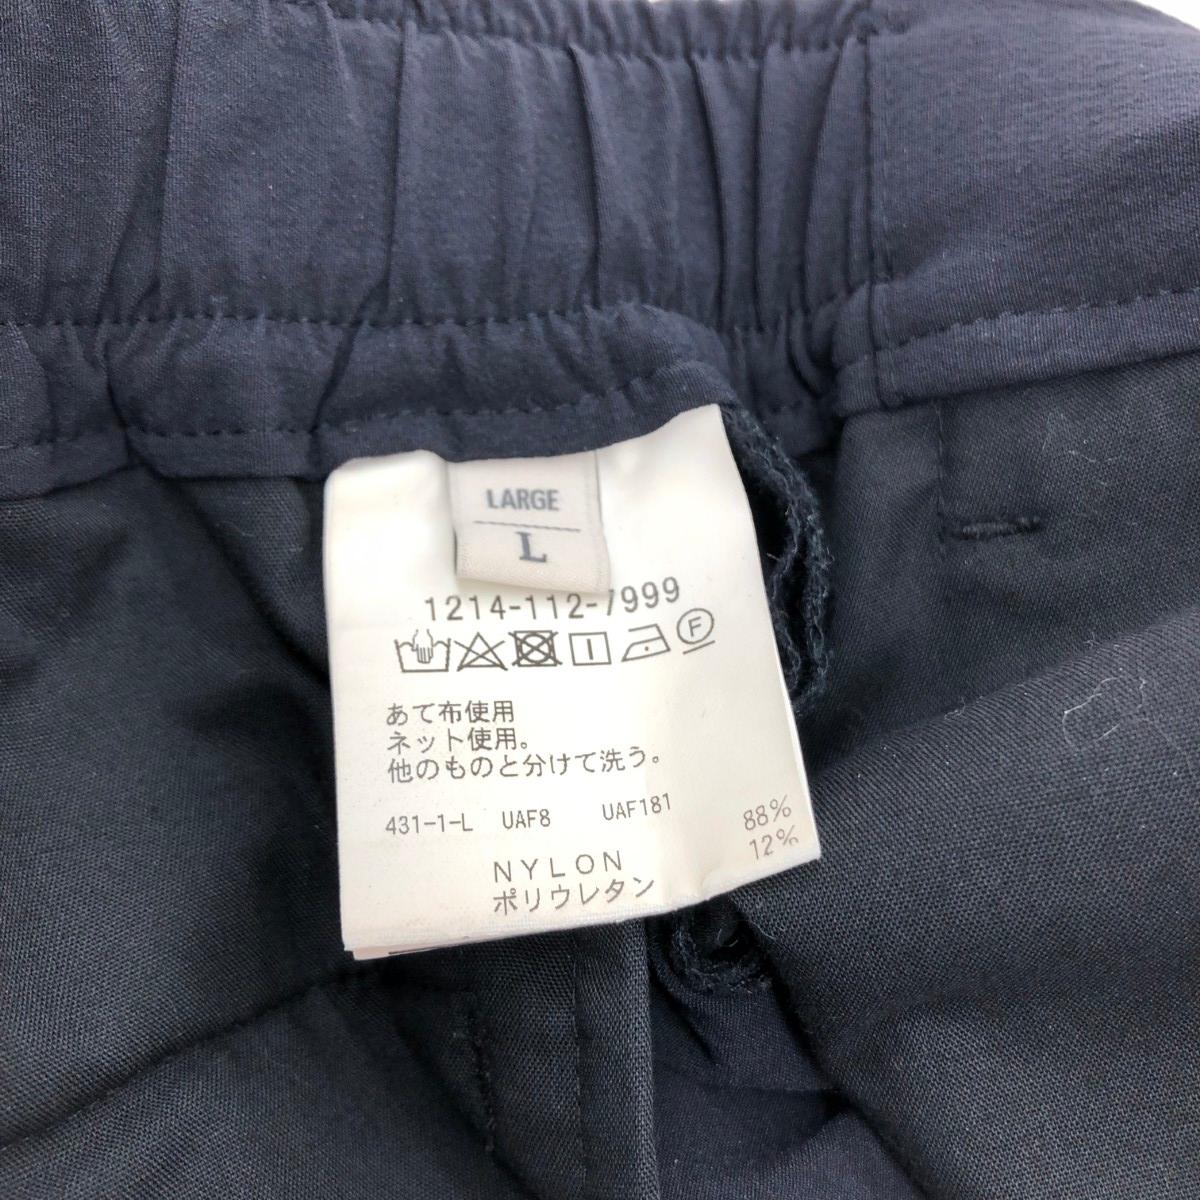 LARGE
L
1214-112-7999
F
あて布使用
ネット使用。
他のものと分けて洗う。
431-1-L UAF8 UAF181
88%
12%
NYLON
ポリウレタン